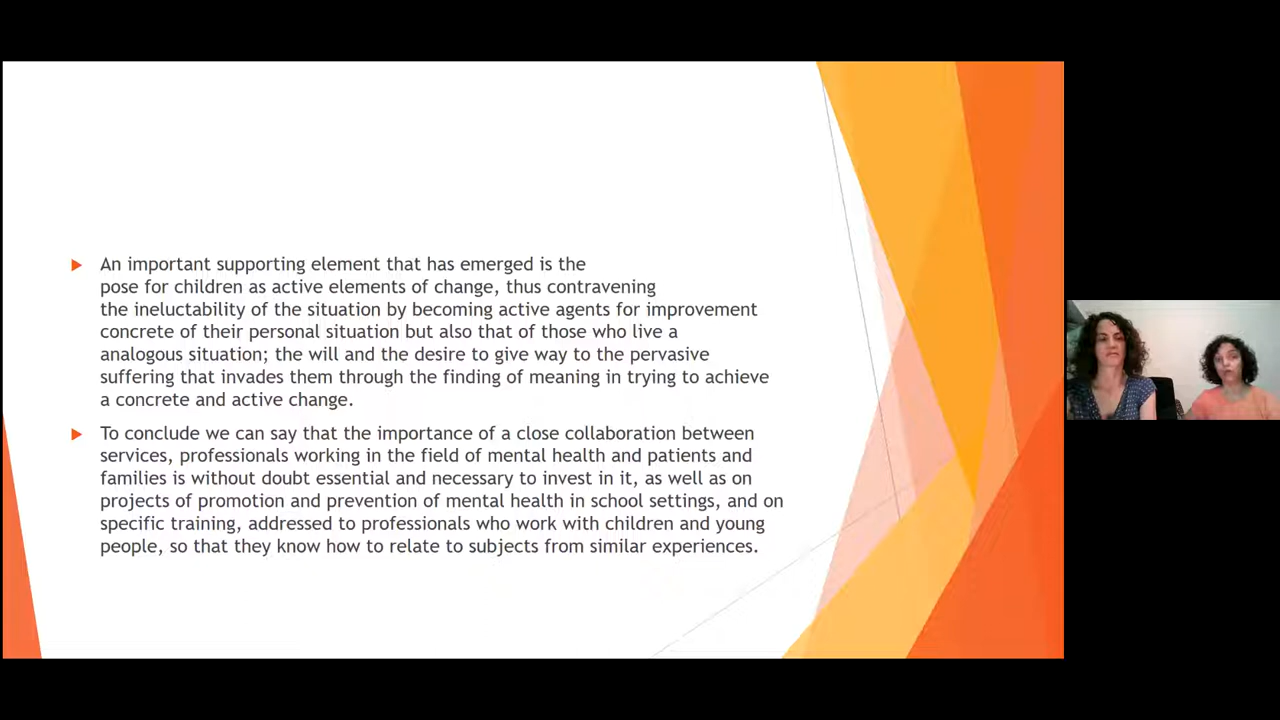 An important supporting element that has emerged is the
pose for children as active elements of change, thus contravening
the ineluctability of the situation by becoming active agents for improvement
concrete of their personal situation but also that of those who live a
analogous situation; the will and the desire to give way to the pervasive
suffering that invades them through the finding of meaning in trying to achieve
a concrete and active change.
To conclude we can say that the importance of a close collaboration between
services, professionals working in the field of mental health and patients and
families is without doubt essential and necessary to invest in it, as well as on
projects of promotion and prevention of mental health in school settings, and on
specific training, addressed to professionals who work with children and young
people, so that they know how to relate to subjects from similar experiences.